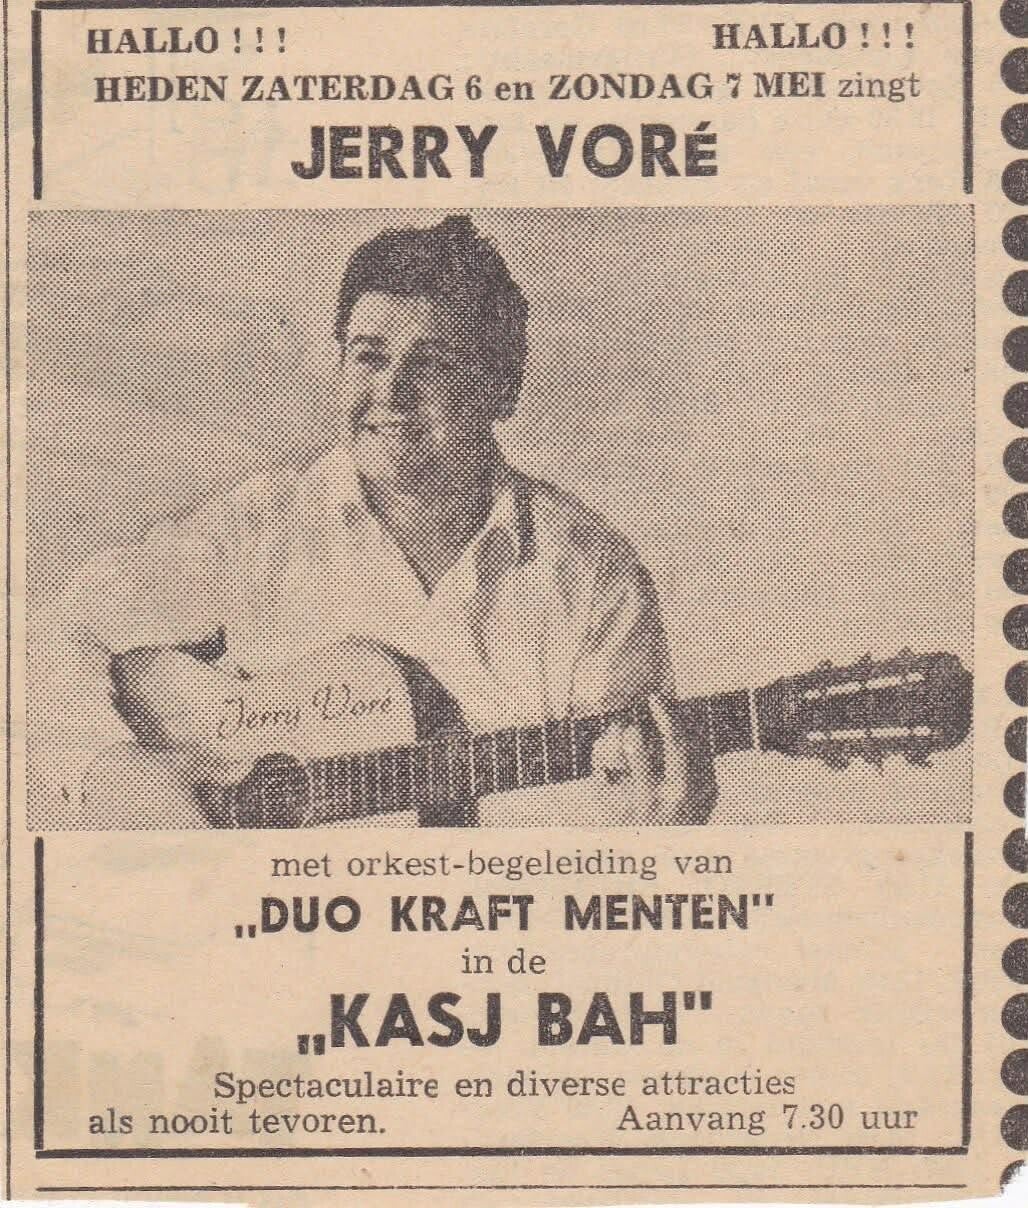 HALLO ! ! ! HALLO ! ! !
HEDEN ZATERDAG 6 en ZONDAG 7 MEI zingt
JERRY VORÉ
Jerry Voré
met orkest-begeleiding van
„DUO KRAFT MENTEN"
in de
„KASJ BAH"
Spectaculaire en diverse attracties
als nooit tevoren. Aanvang 7.30 uur